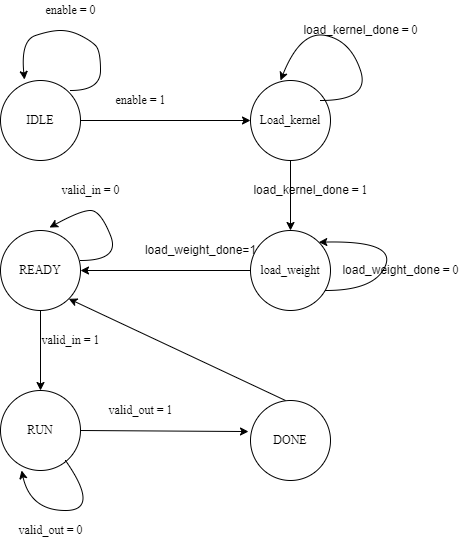 enable = 0
load_kernel_done = 0
enable = 1
IDLE
Load_kernel
valid_in = 0
load_kernel_done = 1
load_weight_done=1
READY
load_weight
load_weight_done = 0
valid_in = 1
valid_out = 1
RUN
DONE
valid_out = 0